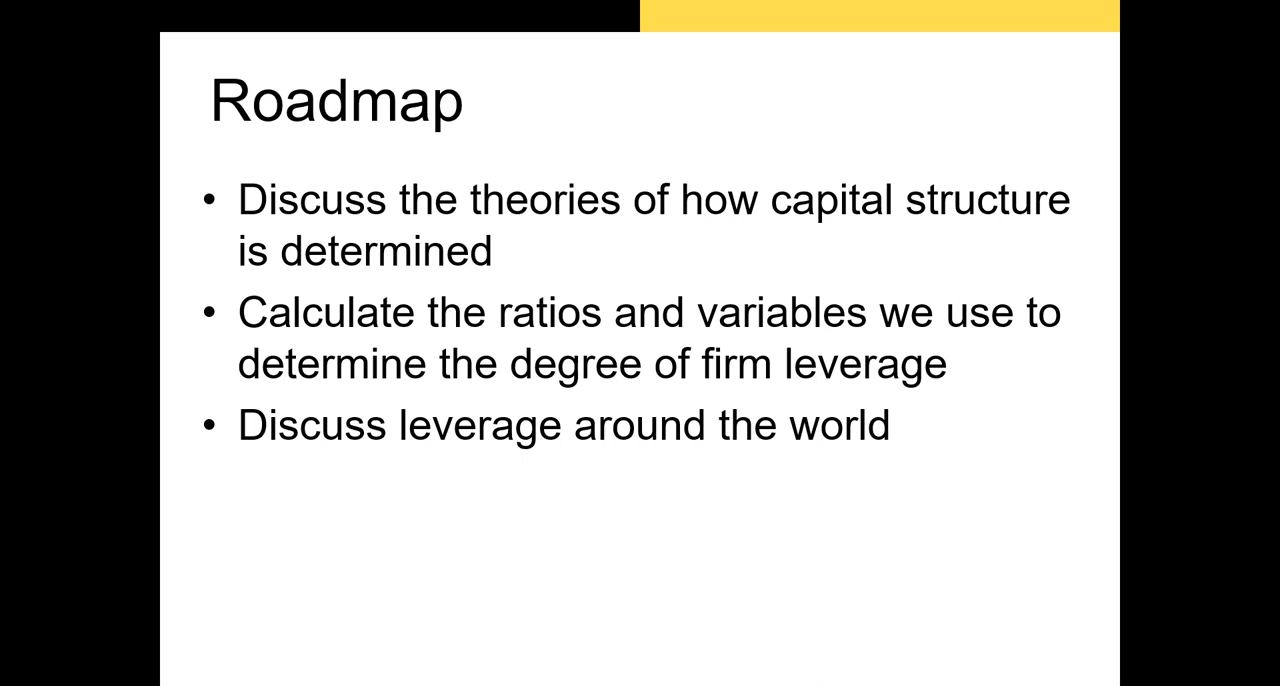 Roadmap
• Discuss the theories of how capital structure
is determined
• Calculate the ratios and variables we use to
determine the degree of firm leverage
• Discuss leverage around the world